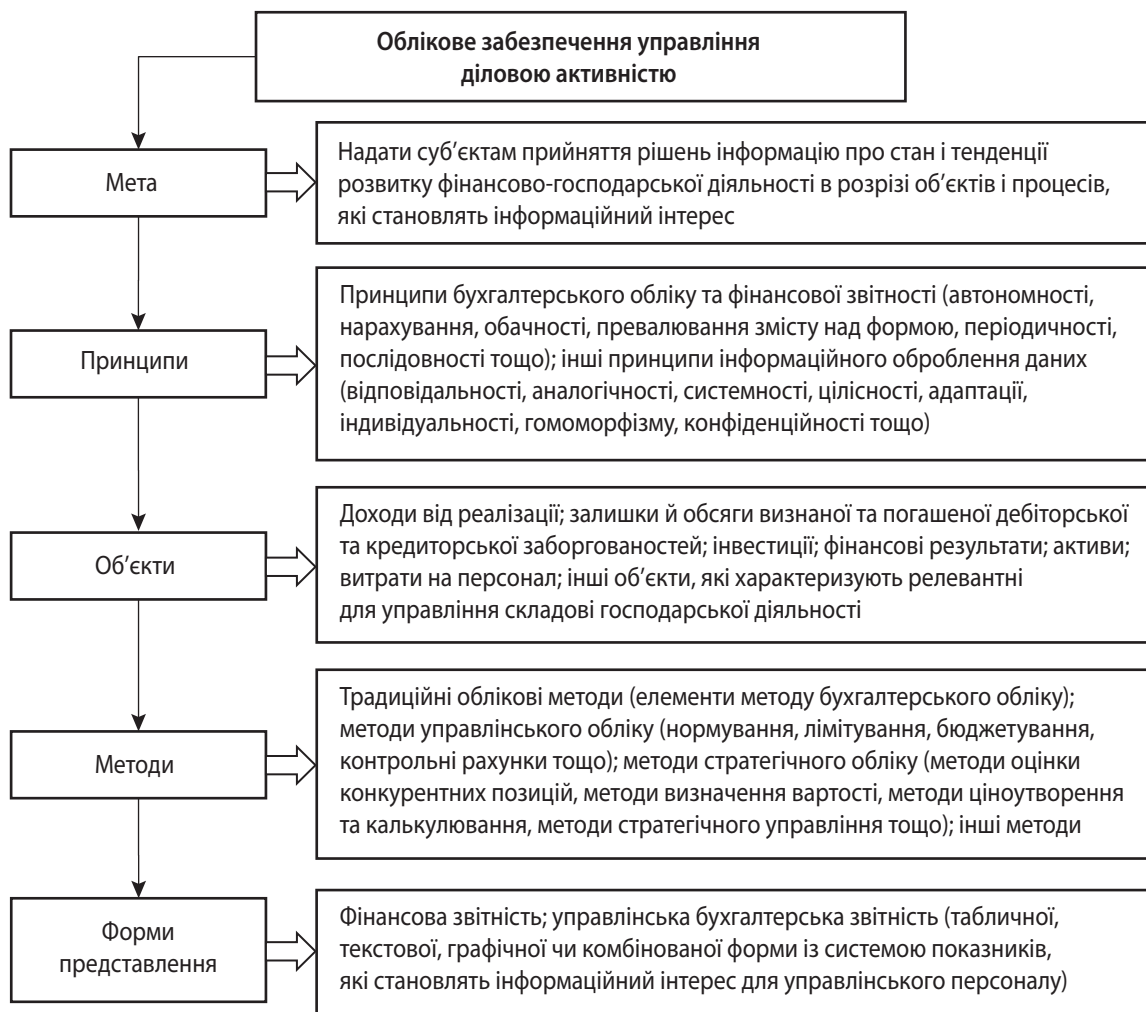 Облікове забезпечення управління
діловою активністю
Мета
Надати суб’єктам прийняття рішень інформацію про стан і тенденції
розвитку фінансово-господарської діяльності в розрізі об’єктів і процесів,
які становлять інформаційний інтерес
Принципи
Принципи бухгалтерського обліку та фінансової звітності (автономності,
нарахування, обачності, превалювання змісту над формою, періодичності,
послідовності тощо); інші принципи інформаційного оброблення даних
(відповідальності, аналогічності, системності, цілісності, адаптації,
індивідуальності, гомоморфізму, конфіденційності тощо)
Об’єкти
Доходи від реалізації; залишки й обсяги визнаної та погашеної дебіторської
та кредиторської заборгованостей; інвестиції; фінансові результати; активи;
витрати на персонал; інші об’єкти, які характеризують релевантні
для управління складові господарської діяльності
Методи
Традиційні облікові методи (елементи методу бухгалтерського обліку);
методи управлінського обліку (нормування, лімітування, бюджетування,
контрольні рахунки тощо); методи стратегічного обліку (методи оцінки
конкурентних позицій, методи визначення вартості, методи ціноутворення
та калькулювання, методи стратегічного управління тощо); інші методи
Форми
представлення
Фінансова звітність; управлінська бухгалтерська звітність (табличної,
текстової, графічної чи комбінованої форми із системою показників,
які становлять інформаційний інтерес для управлінського персоналу)